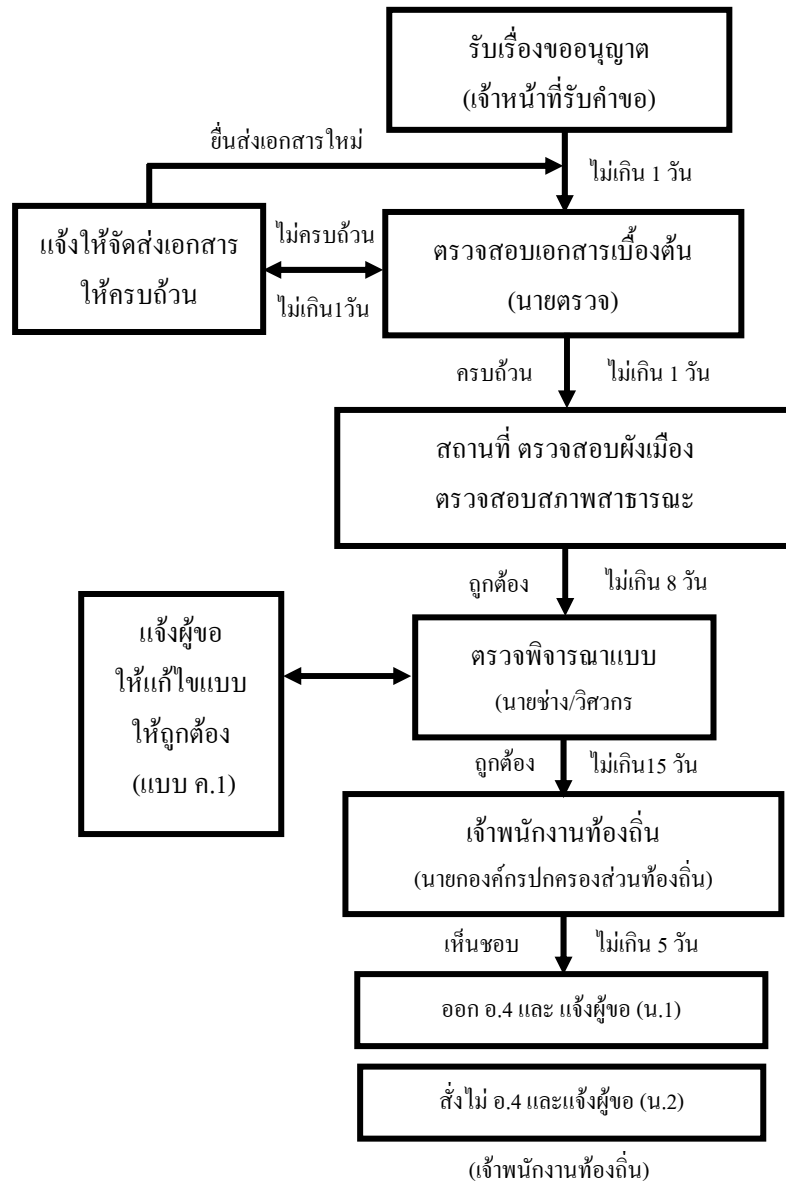 รับเรื่องขออนุญาต
(เจ้าหน้าที่รับคำขอ)
ยื่นส่งเอกสารใหม่
ไม่เกิน 1 วัน
แจ้งให้จัดส่งเอกสาร
ให้ครบถ้วน
ไม่ครบถ้วน
ไม่เกิน1วัน
ตรวจสอบเอกสารเบื้องต้น
(นายตรวจ)
ครบถ้วน
ไม่เกิน 1 วัน
สถานที่ ตรวจสอบผังเมือง
ตรวจสอบสภาพสาธารณะ
ถูกต้อง
ไม่เกิน 8 วัน
แจ้งผู้ขอ
ให้แก้ไขแบบ
ให้ถูกต้อง
(แบบ ค.1)
ตรวจพิจารณาแบบ
(นายช่าง/วิศวกร
ถูกต้อง
ไม่เกิน15 วัน
เจ้าพนักงานท้องถิ่น
(นายกองค์กรปกครองส่วนท้องถิ่น)
เห็นชอบ
ไม่เกิน 5 วัน
ออก อ.4 และ แจ้งผู้ขอ (น.1)
สั่งไม่ อ.4 และแจ้งผู้ขอ (น.2)
(เจ้าพนักงานท้องถิ่น)